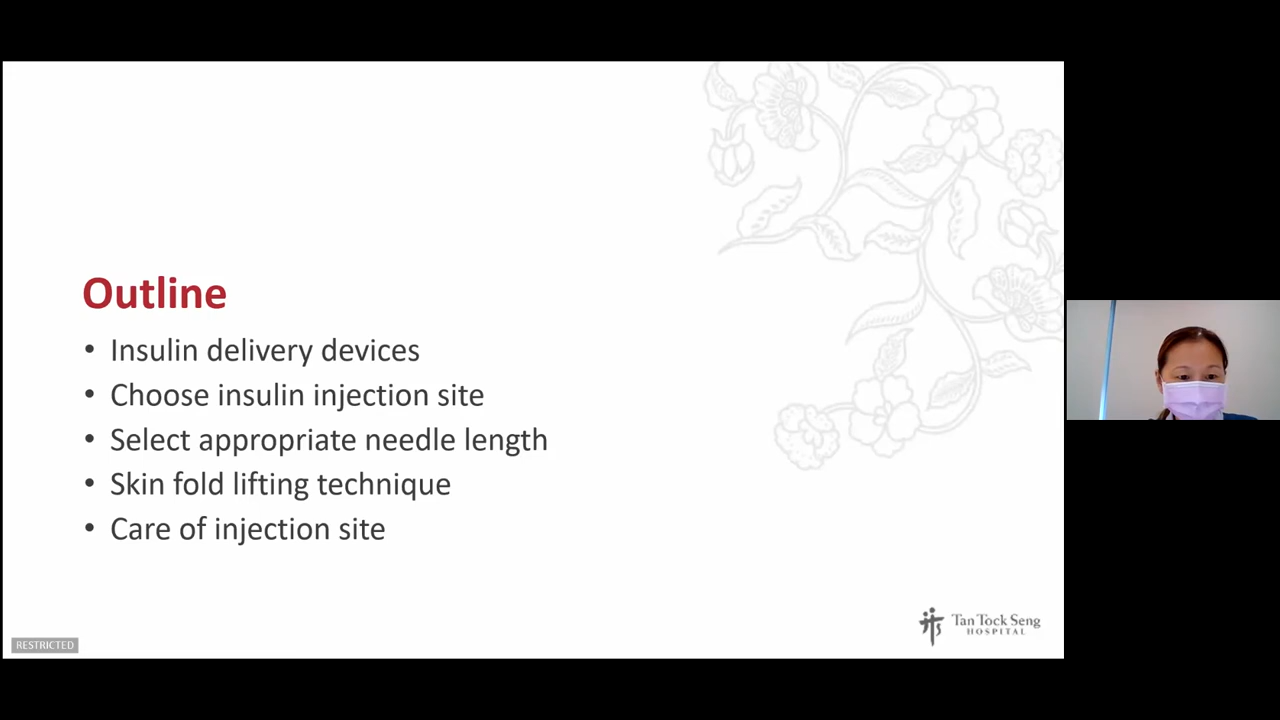 Outline
• Insulin delivery devices
• Choose insulin injection site
• Select appropriate needle length
• Skin fold lifting technique
• Care of injection site
Tan Tock Seng
HOSPITAL
RESTRICTED